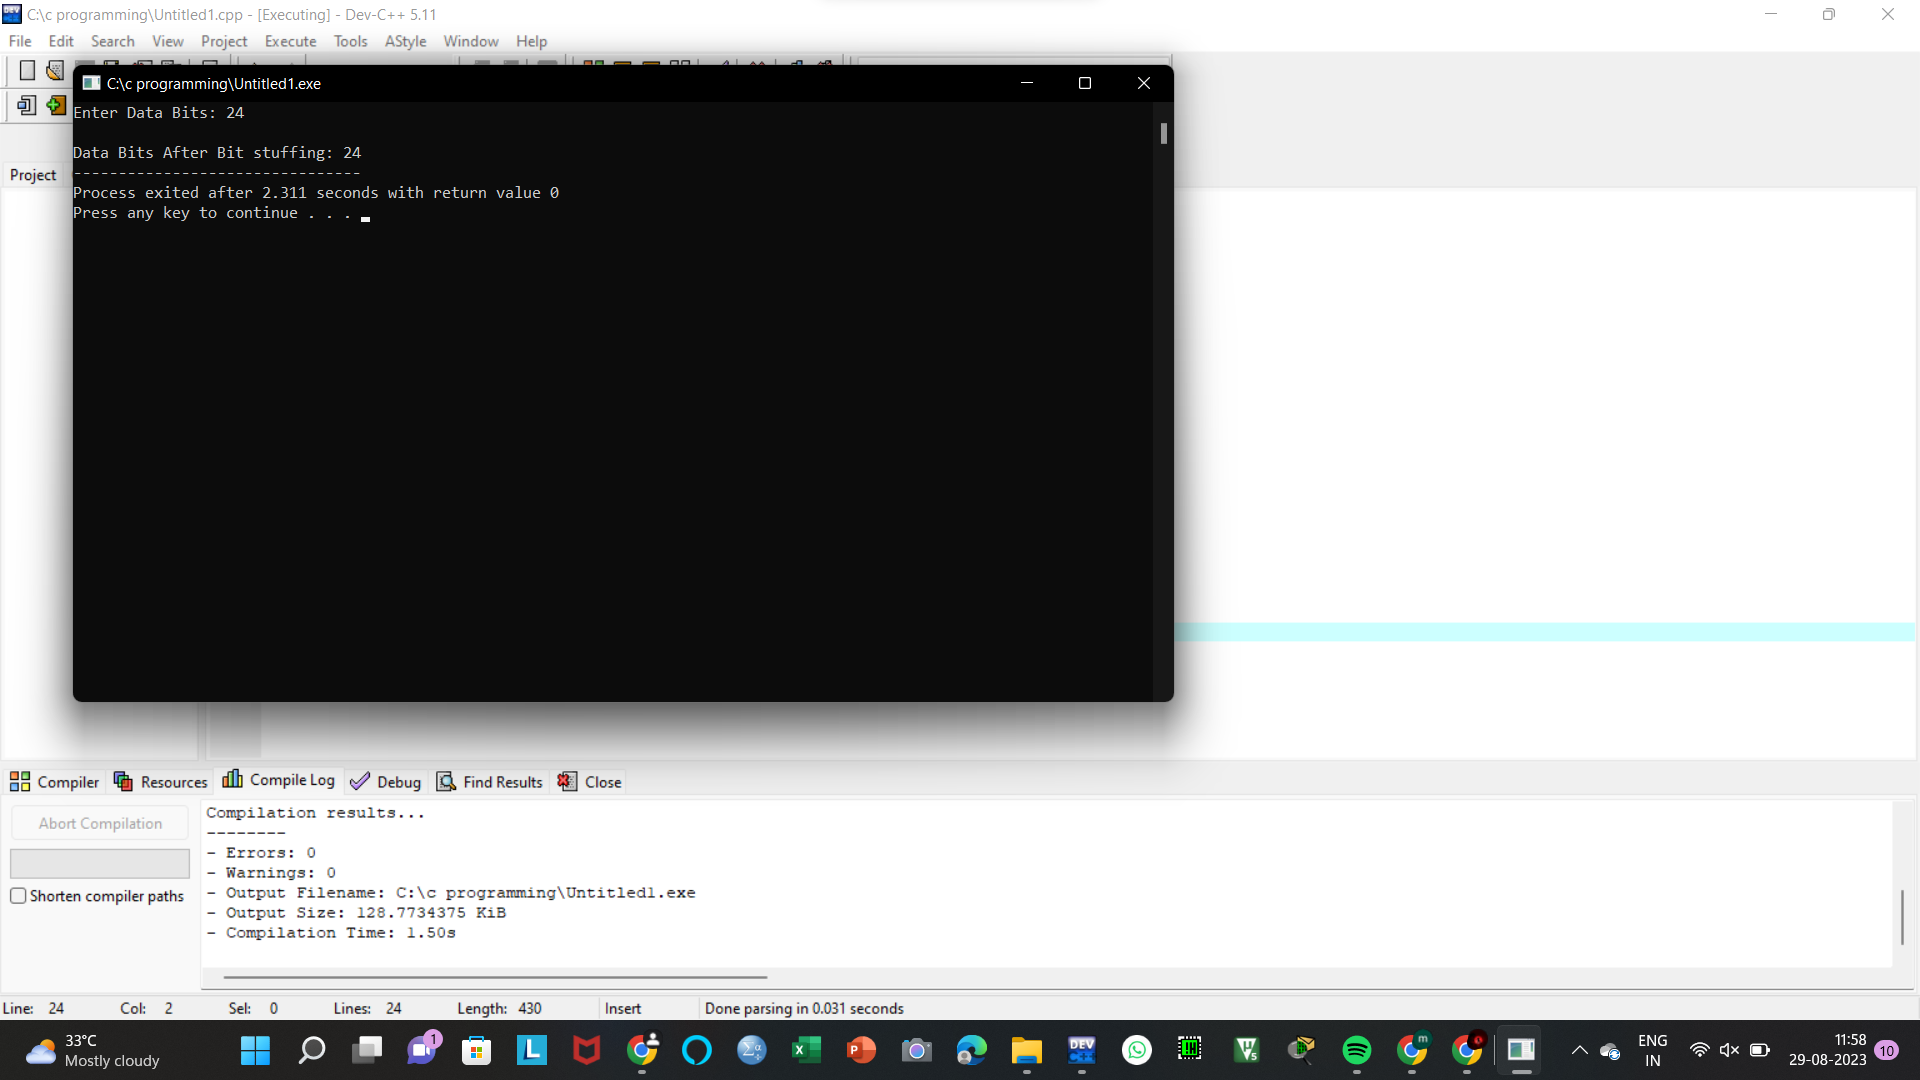 C:\c programming\Untitled1.cpp - [Executing] - Dev-C++ 5.11
File Edit Search View Project Execute Tools AStyle Window Help
C:\c programming\Untitled1.exe
Enter Data Bits: 24
Data Bits After Bit stuffing: 24
--------------------------------
Process exited after 2.311 seconds with return value 0
Press any key to continue . . .
Project
Compiler Resources Compile Log Debug Find Results Close
Abort Compilation
Shorten compiler paths
Compilation results...
--------
- Errors: 0
- Warnings: 0
- Output Filename: C:\c programming\Untitled1.exe
- Output Size: 128.7734375 KiB
- Compilation Time: 1.50s
Line: 24 Col: 2 Sel: 0 Lines: 24 Length: 430 Insert Done parsing in 0.031 seconds
33°C
Mostly cloudy
1
L
X
P
DEV
C++
m
ENG
IN
11:58
29-08-2023
10